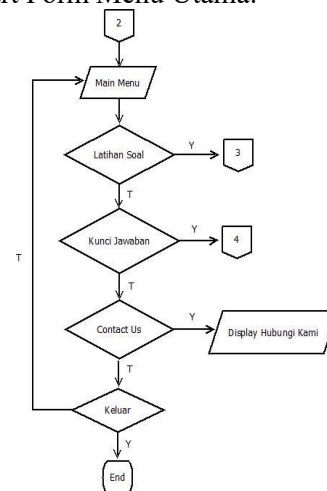 Form Menu Utama.
2
Main Menu
Latihan Soal
Y
3
T
Kunci Jawaban
Y
4
T
T
Contact Us
Y
Display Hubungi Kami
T
Keluar
Y
End